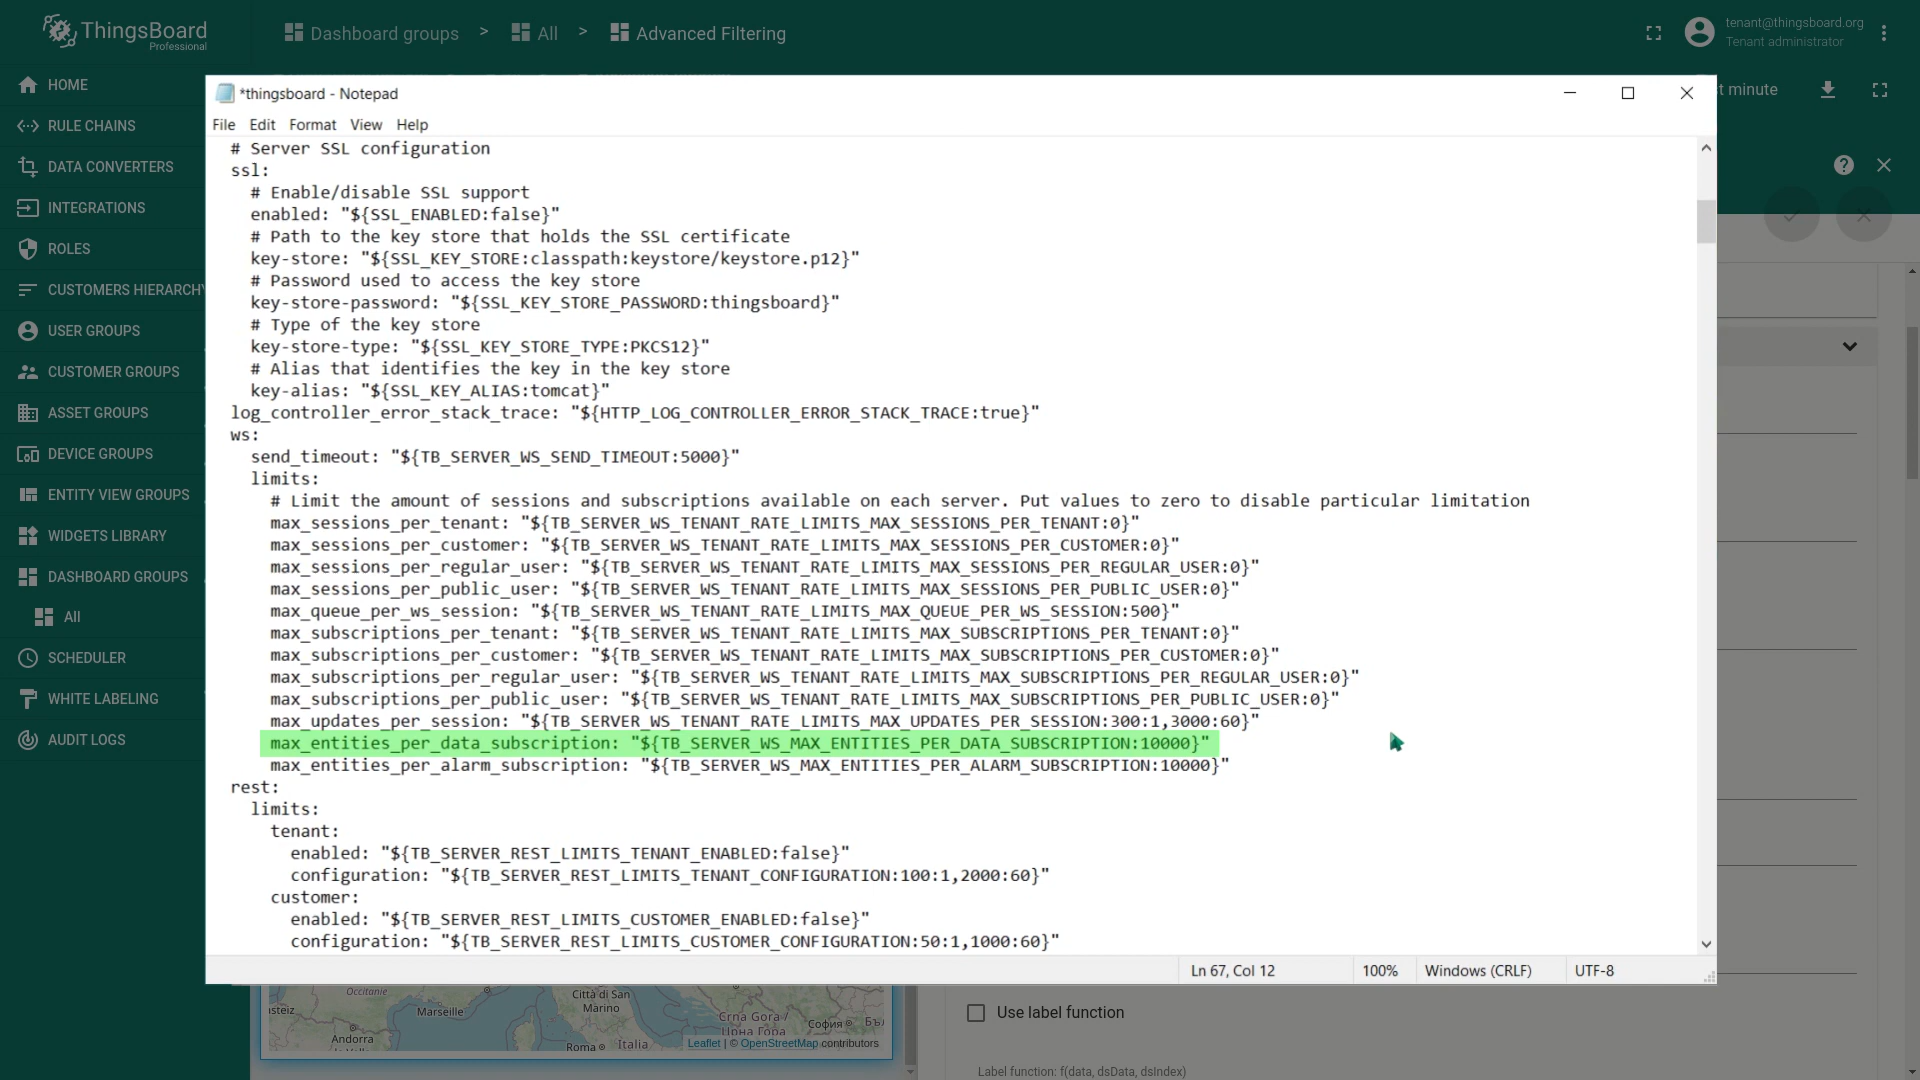 ThingsBoard
Professional
Dashboard groups > All > Advanced Filtering
tenant@thingsboard.org
Tenant administrator
HOME
RULE CHAINS
DATA CONVERTERS
INTEGRATIONS
ROLES
CUSTOMERS HIERARCHY
USER GROUPS
CUSTOMER GROUPS
ASSET GROUPS
DEVICE GROUPS
ENTITY VIEW GROUPS
WIDGETS LIBRARY
DASHBOARD GROUPS
All
SCHEDULER
WHITE LABELING
AUDIT LOGS
minute
*thingsboard - Notepad
File Edit Format View Help
# Server SSL configuration
ssl:
# Enable/disable SSL support
enabled: "${SSL_ENABLED:false}"
# Path to the key store that holds the SSL certificate
key-store: "${SSL_KEY_STORE:classpath:keystore/keystore.p12}"
# Password used to access the key store
key-store-password: "${SSL_KEY_STORE_PASSWORD:thingsboard}"
# Type of the key store
key-store-type: "${SSL_KEY_STORE_TYPE:PKCS12}"
# Alias that identifies the key in the key store
key-alias: "${SSL_KEY_ALIAS:tomcat}"
log_controller_error_stack_trace: "${HTTP_LOG_CONTROLLER_ERROR_STACK_TRACE:true}"
ws:
send_timeout: "${TB_SERVER_WS_SEND_TIMEOUT:5000}"
limits:
# Limit the amount of sessions and subscriptions available on each server. Put values to zero to disable particular limitation
max_sessions_per_tenant: "${TB_SERVER_WS_TENANT_RATE_LIMITS_MAX_SESSIONS_PER_TENANT:0}"
max_sessions_per_customer: "${TB_SERVER_WS_TENANT_RATE_LIMITS_MAX_SESSIONS_PER_CUSTOMER:0}"
max_sessions_per_regular_user: "${TB_SERVER_WS_TENANT_RATE_LIMITS_MAX_SESSIONS_PER_REGULAR_USER:0}"
max_sessions_per_public_user: "${TB_SERVER_WS_TENANT_RATE_LIMITS_MAX_SESSIONS_PER_PUBLIC_USER:0}"
max_queue_per_ws_session: "${TB_SERVER_WS_TENANT_RATE_LIMITS_MAX_QUEUE_PER_WS_SESSION:500}"
max_subscriptions_per_tenant: "${TB_SERVER_WS_TENANT_RATE_LIMITS_MAX_SUBSCRIPTIONS_PER_TENANT:0}"
max_subscriptions_per_customer: "${TB_SERVER_WS_TENANT_RATE_LIMITS_MAX_SUBSCRIPTIONS_PER_CUSTOMER:0}"
max_subscriptions_per_regular_user: "${TB_SERVER_WS_TENANT_RATE_LIMITS_MAX_SUBSCRIPTIONS_PER_REGULAR_USER:0}"
max_subscriptions_per_public_user: "${TB_SERVER_WS_TENANT_RATE_LIMITS_MAX_SUBSCRIPTIONS_PER_PUBLIC_USER:0}"
max_updates_per_session: "${TB_SERVER_WS_TENANT_RATE_LIMITS_MAX_UPDATES_PER_SESSION:300:1,3000:60}"
max_entities_per_data_subscription: "${TB_SERVER_WS_MAX_ENTITIES_PER_DATA_SUBSCRIPTION:10000}"
max_entities_per_alarm_subscription: "${TB_SERVER_WS_MAX_ENTITIES_PER_ALARM_SUBSCRIPTION:10000}"
rest:
limits:
tenant:
enabled: "${TB_SERVER_REST_LIMITS_TENANT_ENABLED:false}"
configuration: "${TB_SERVER_REST_LIMITS_TENANT_CONFIGURATION:100:1,2000:60}"
customer:
enabled: "${TB_SERVER_REST_LIMITS_CUSTOMER_ENABLED:false}"
configuration: "${TB_SERVER_REST_LIMITS_CUSTOMER_CONFIGURATION:50:1,1000:60}"
Ln 67, Col 12 100% Windows (CRLF) UTF-8
Occitanie
Marseille
Città di San
Marino
Crna Gora /
Црна Гора
София
Andorra
Roma
Italia
Leaflet | © OpenStreetMap contributors
Use label function
Label function: f(data, dsData, dsIndex)